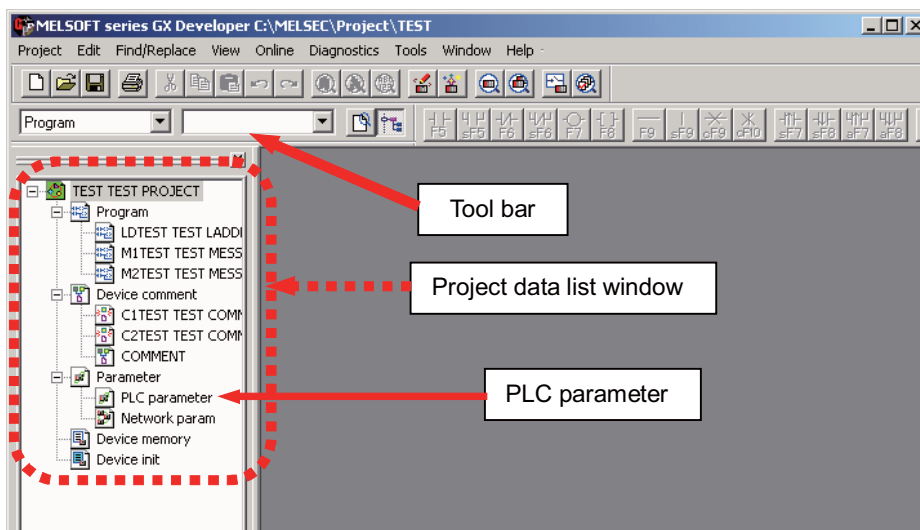 MELSOFT series GX Developer C:\MELSEC\Project\TEST
Project Edit Find/Replace View Online Diagnostics Tools Window Help
Program
F5 sF5 F6 sF6 F7 F8 F9 sF9 cF9 cF10 sF7 sF8 aF7 aF8
TEST TEST PROJECT
Program
LDTEST TEST LADD
M1TEST TEST MESS
M2TEST TEST MESS
Device comment
C1TEST TEST COMM
C2TEST TEST COMM
COMMENT
Parameter
PLC parameter
Network param
Device memory
Device init
Tool bar
Project data list window
PLC parameter